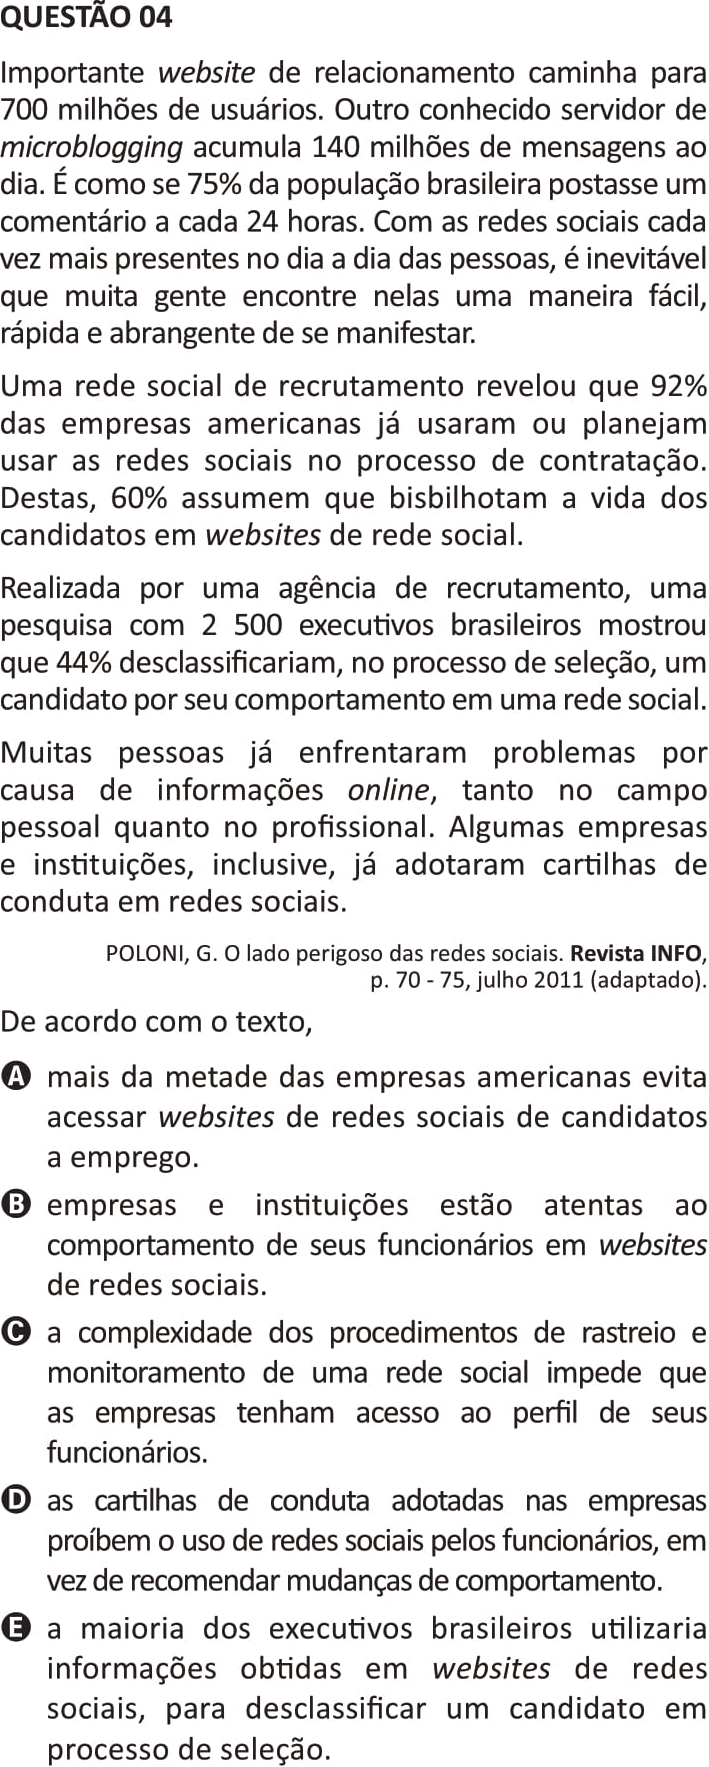 QUESTÃO 04
Importante website de relacionamento caminha para
700 milhões de usuários. Outro conhecido servidor de
microblogging acumula 140 milhões de mensagens ao
dia. É como se 75% da população brasileira postasse um
comentário a cada 24 horas. Com as redes sociais cada
vez mais presentes no dia a dia das pessoas, é inevitável
que muita gente encontre nelas uma maneira fácil,
rápida e abrangente de se manifestar.
Uma rede social de recrutamento revelou que 92%
das empresas americanas já usaram ou planejam
usar as redes sociais no processo de contratação.
Destas, 60% assumem que bisbilhotam a vida dos
candidatos em websites de rede social.
Realizada por uma agência de recrutamento, uma
pesquisa com 2 500 executivos brasileiros mostrou
que 44% desclassificariam, no processo de seleção, um
candidato por seu comportamento em uma rede social.
Muitas pessoas já enfrentaram problemas por
causa de informações online, tanto no campo
pessoal quanto no profissional. Algumas empresas
e instituições, inclusive, já adotaram cartilhas de
conduta em redes sociais.
POLONI, G. O lado perigoso das redes sociais. Revista INFO,
p. 70 - 75, julho 2011 (adaptado).
De acordo com o texto,
A mais da metade das empresas americanas evita
acessar websites de redes sociais de candidatos
a emprego.
B empresas e instituições estão atentas ao
comportamento de seus funcionários em websites
de redes sociais.
C a complexidade dos procedimentos de rastreio e
monitoramento de uma rede social impede que
as empresas tenham acesso ao perfil de seus
funcionários.
D as cartilhas de conduta adotadas nas empresas
proíbem o uso de redes sociais pelos funcionários, em
vez de recomendar mudanças de comportamento.
E a maioria dos executivos brasileiros utilizaria
informações obtidas em websites de redes
sociais, para desclassificar um candidato em
processo de seleção.